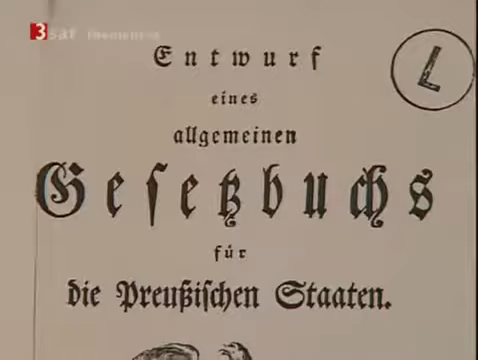 3sat
Entwurf
L
eines
allgemeinen
Gesetzbuchs
für
die Preußischen Staaten.